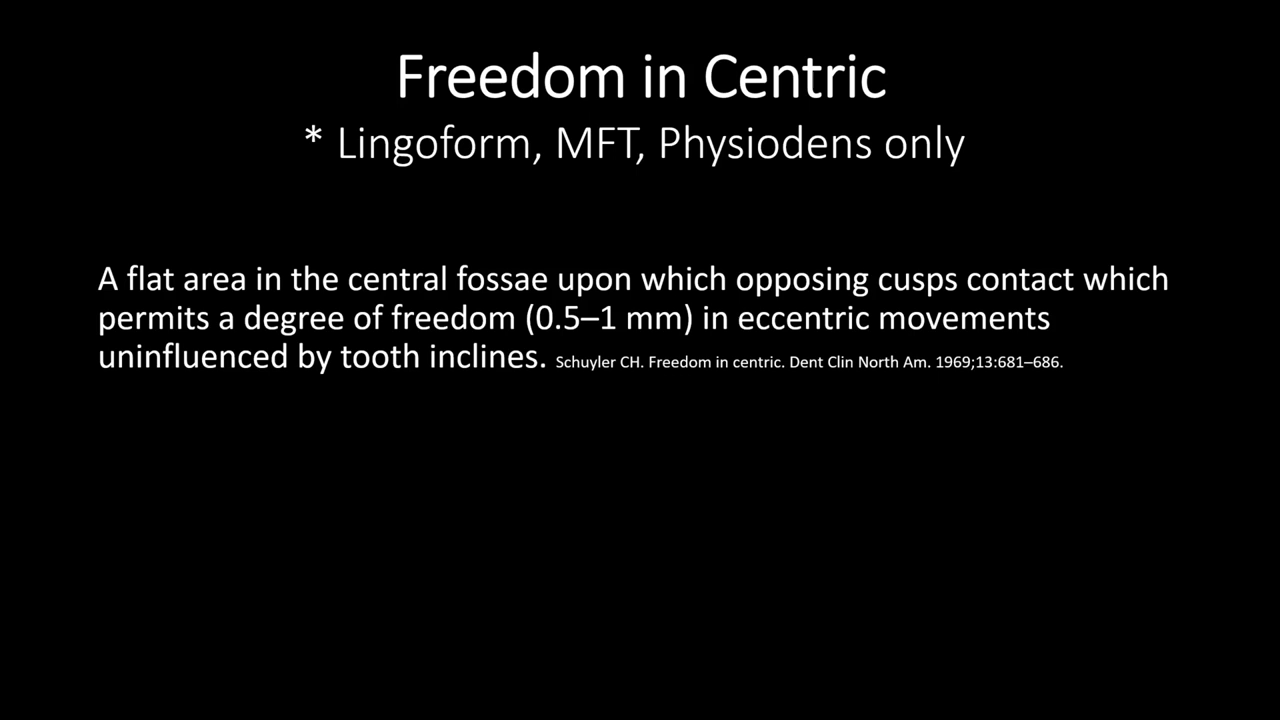 Freedom in Centric
* Lingoform, MFT, Physiodens only
A flat area in the central fossae upon which opposing cusps contact which
permits a degree of freedom (0.5–1 mm) in eccentric movements
uninfluenced by tooth inclines. Schuyler CH. Freedom in centric. Dent Clin North Am. 1969;13:681–686.